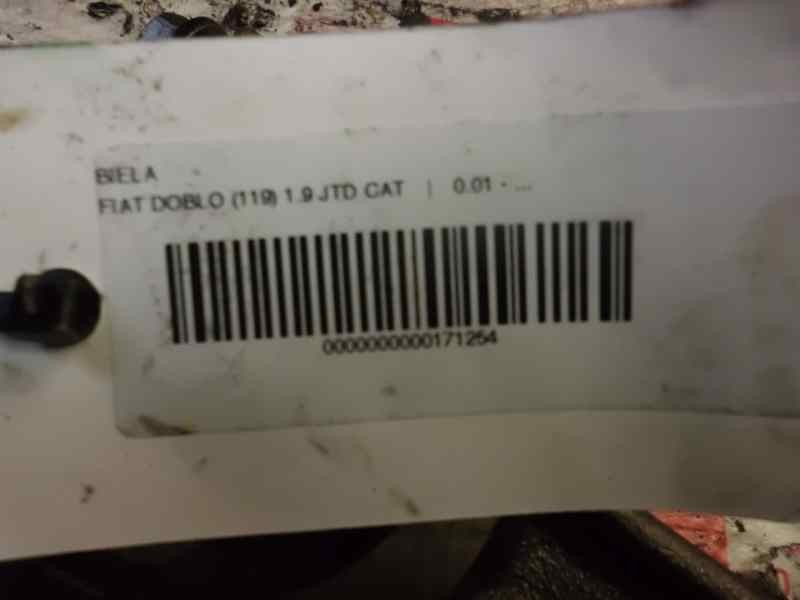 BIELA
FIAT DOBLO (119) 1.9 JTD CAT | 0.01 - ...
0000000000171254